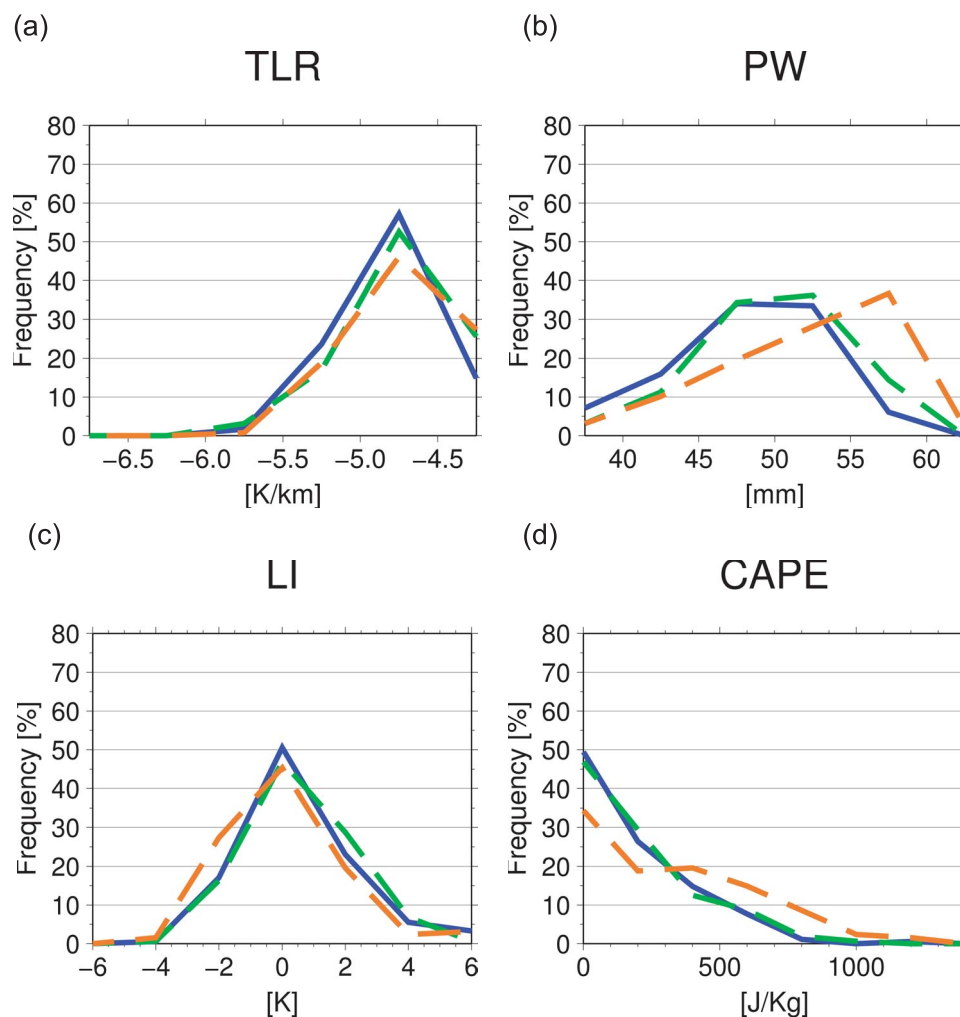 (a)
TLR
Frequency [%]
80
70
60
50
40
30
20
10
0
−6.5 −6.0 −5.5 −5.0 −4.5
[K/km]
(b)
PW
Frequency [%]
80
70
60
50
40
30
20
10
0
40 45 50 55 60
[mm]
(c)
LI
Frequency [%]
80
70
60
50
40
30
20
10
0
−6 −4 −2 0 2 4 6
[K]
(d)
CAPE
Frequency [%]
80
70
60
50
40
30
20
10
0
0 500 1000
[J/Kg]